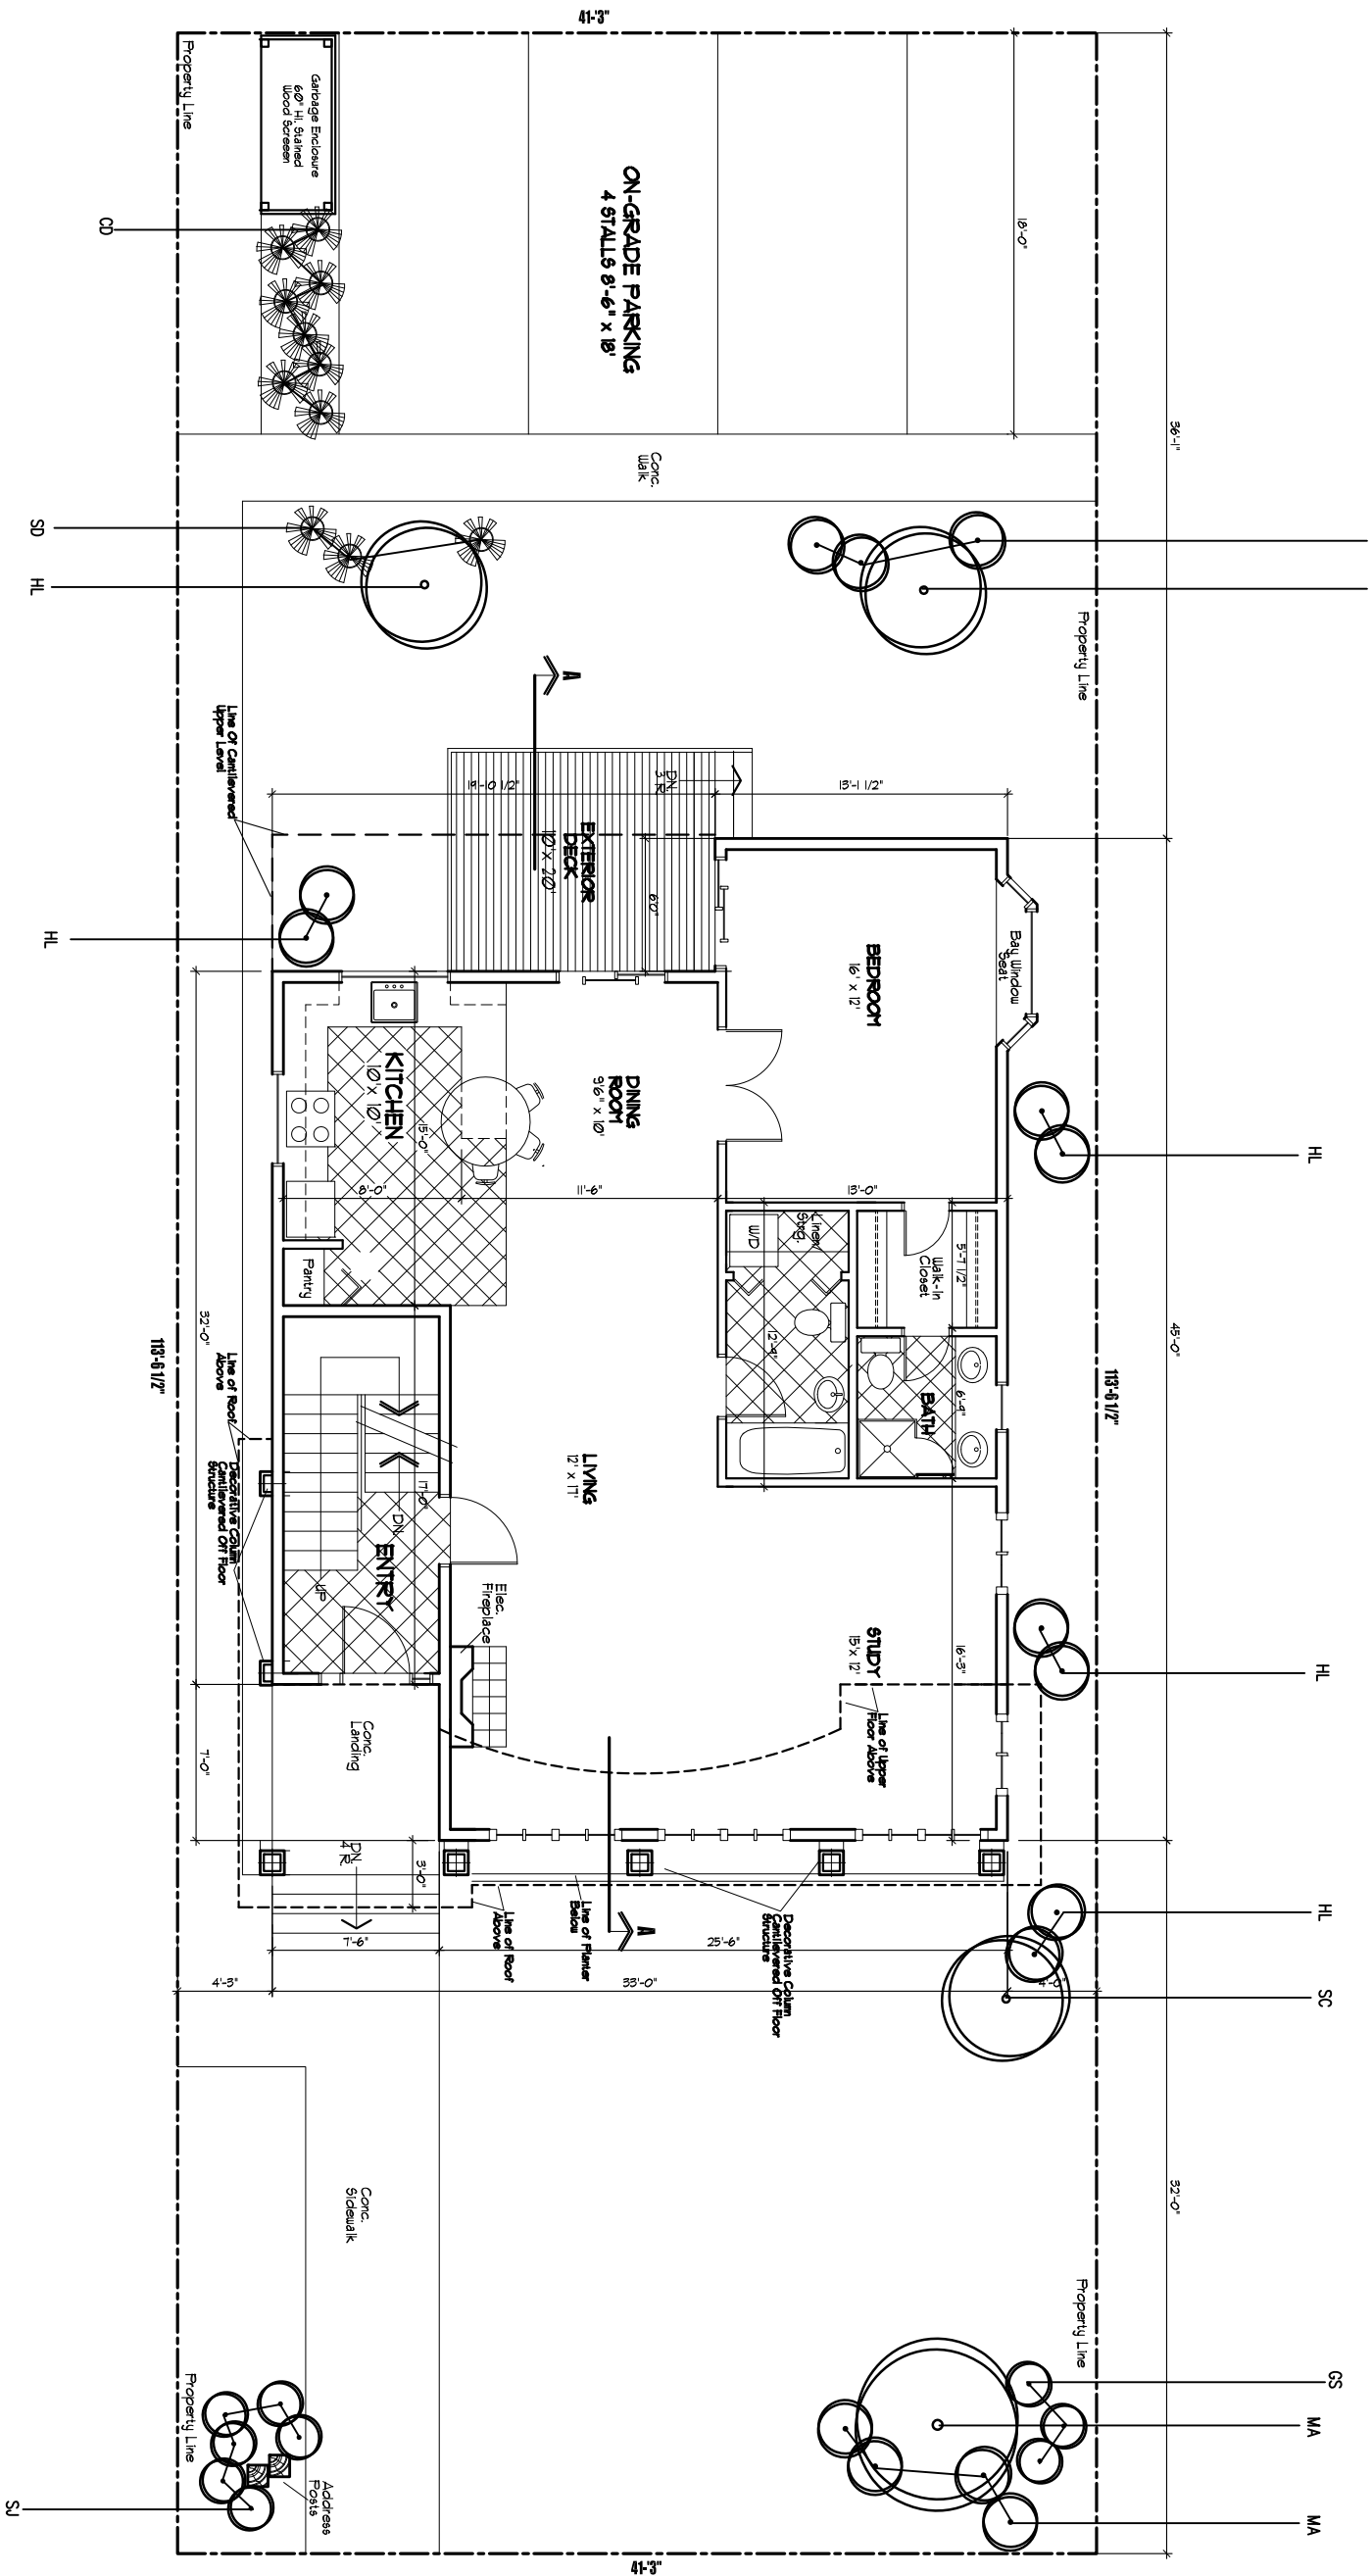 41'-3"
Property Line
Garbage Enclosure
60" Hi. Stained
Wood Screen
ON-GRADE PARKING
4 STALLS 8'-6" x 18'
18'-0"
CD
36'-1"
Conc.
Walk
SD
HL
Property Line
A
Line Of Cantilevered
Upper Level
19'-10 1/2"
DN
3 R
13'-1 1/2"
EXTERIOR
DECK
10' x 20'
6'0"
HL
BEDROOM
16' x 12'
Bay Window
Seat
KITCHEN
10' x 10'
15'-0"
DINING
ROOM
9'6" x 10'
HL
8'-0"
11'-6"
13'-0"
Pantry
W/D
Linen/
Strg.
Walk-In
Closet
5'-7 1/2"
12'-9"
32'-0"
45'-0"
113'-6 1/2"
113'-6 1/2"
Line of Roof
Above
Decorative Column
Cantilevered Off Floor
Structure
BATH
6'-9"
LIVING
12' x 17'
17'-0"
DN.
UP
ENTRY
Elec.
Fireplace
STUDY
15' x 12'
16'-3"
HL
Line of Upper
Floor Above
Conc.
Landing
7'-0"
DN
4 R.
3'-0"
Line of Roof
Above
Line of Planter
Below
A
Decorative Column
Cantilevered Off Floor
Structure
HL
7'-6"
25'-6"
4'-3"
33'-0"
4'-0"
SC
Conc.
Sidewalk
32'-0"
Property Line
Property Line
GS
MA
MA
Address
Posts
SJ
41'-3"